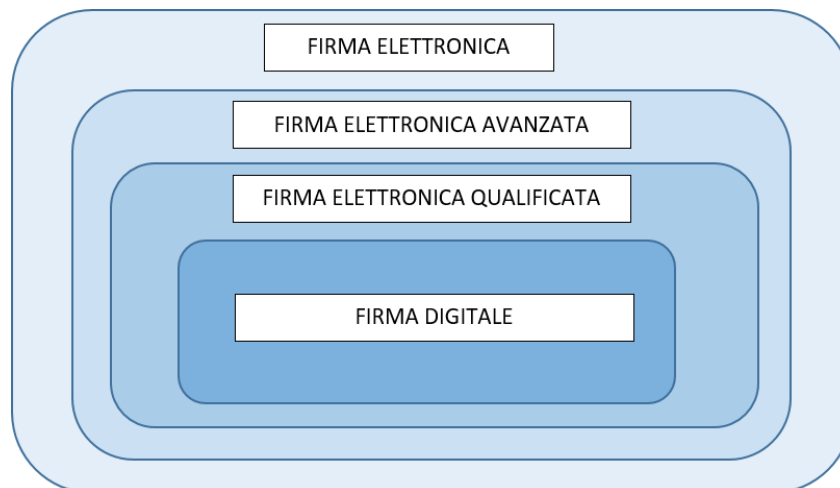 FIRMA ELETTRONICA
FIRMA ELETTRONICA AVANZATA
FIRMA ELETTRONICA QUALIFICATA
FIRMA DIGITALE